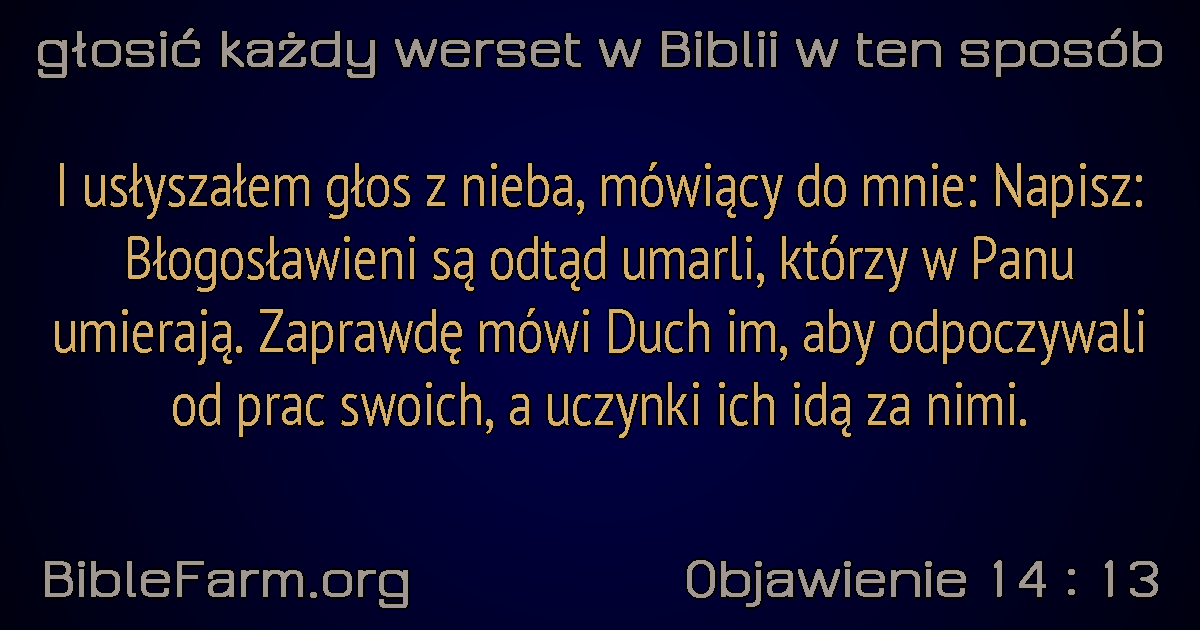 głosić każdy werset w Biblii w ten sposób
I usłyszałem głos z nieba, mówiący do mnie: Napisz:
Błogosławieni są odtąd umarli, którzy w Panu
umierają. Zaprawdę mówi Duch im, aby odpoczywali
od prac swoich, a uczynki ich idą za nimi.
BibleFarm.org
Objawienie 14 : 13